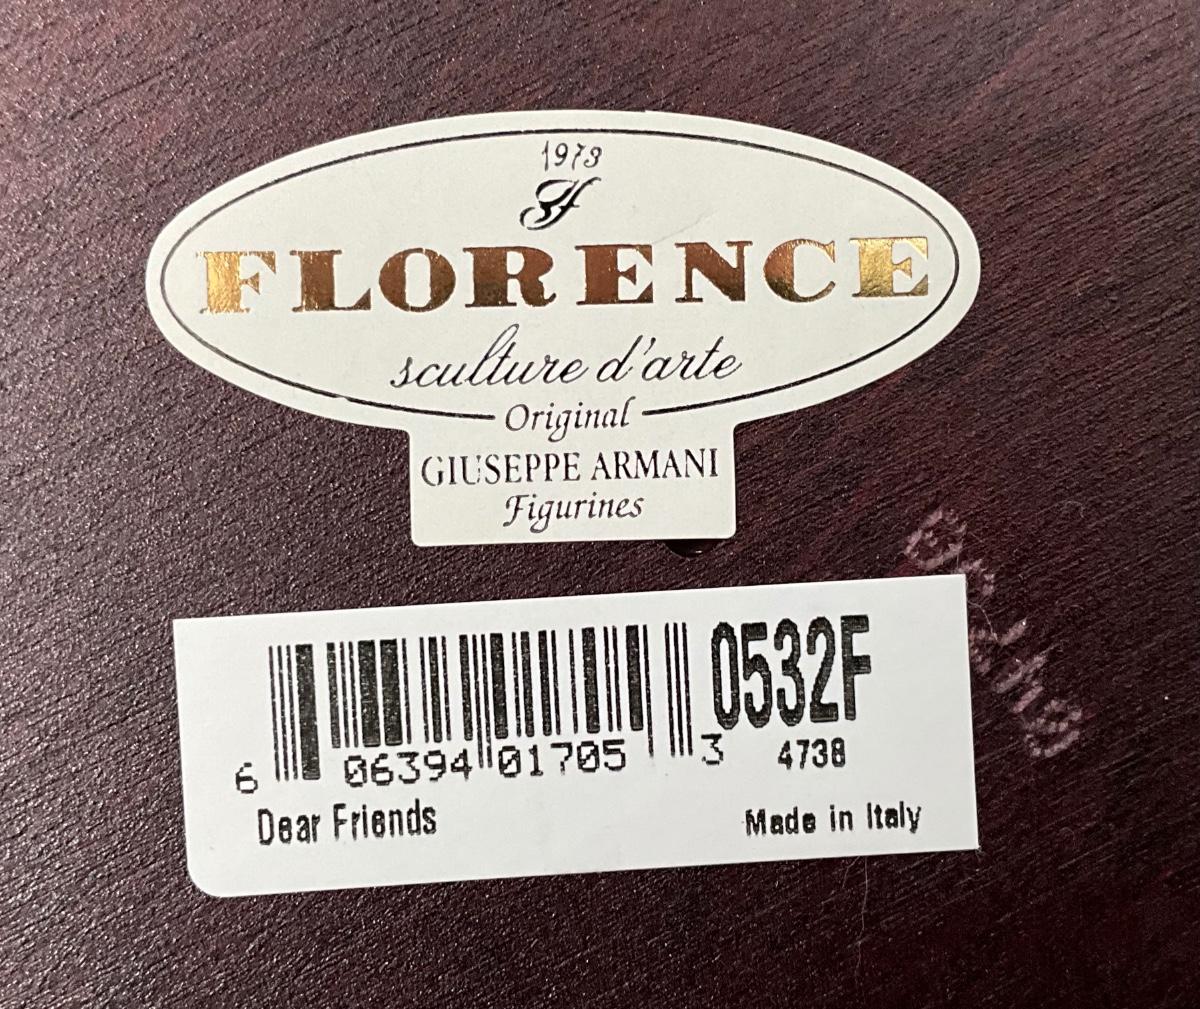 1973
FLORENCE
sculture d'arte
Original
GIUSEPPE ARMANI
Figurines
0532F
6 06394 01705 3
4738
Dear Friends
Made in Italy